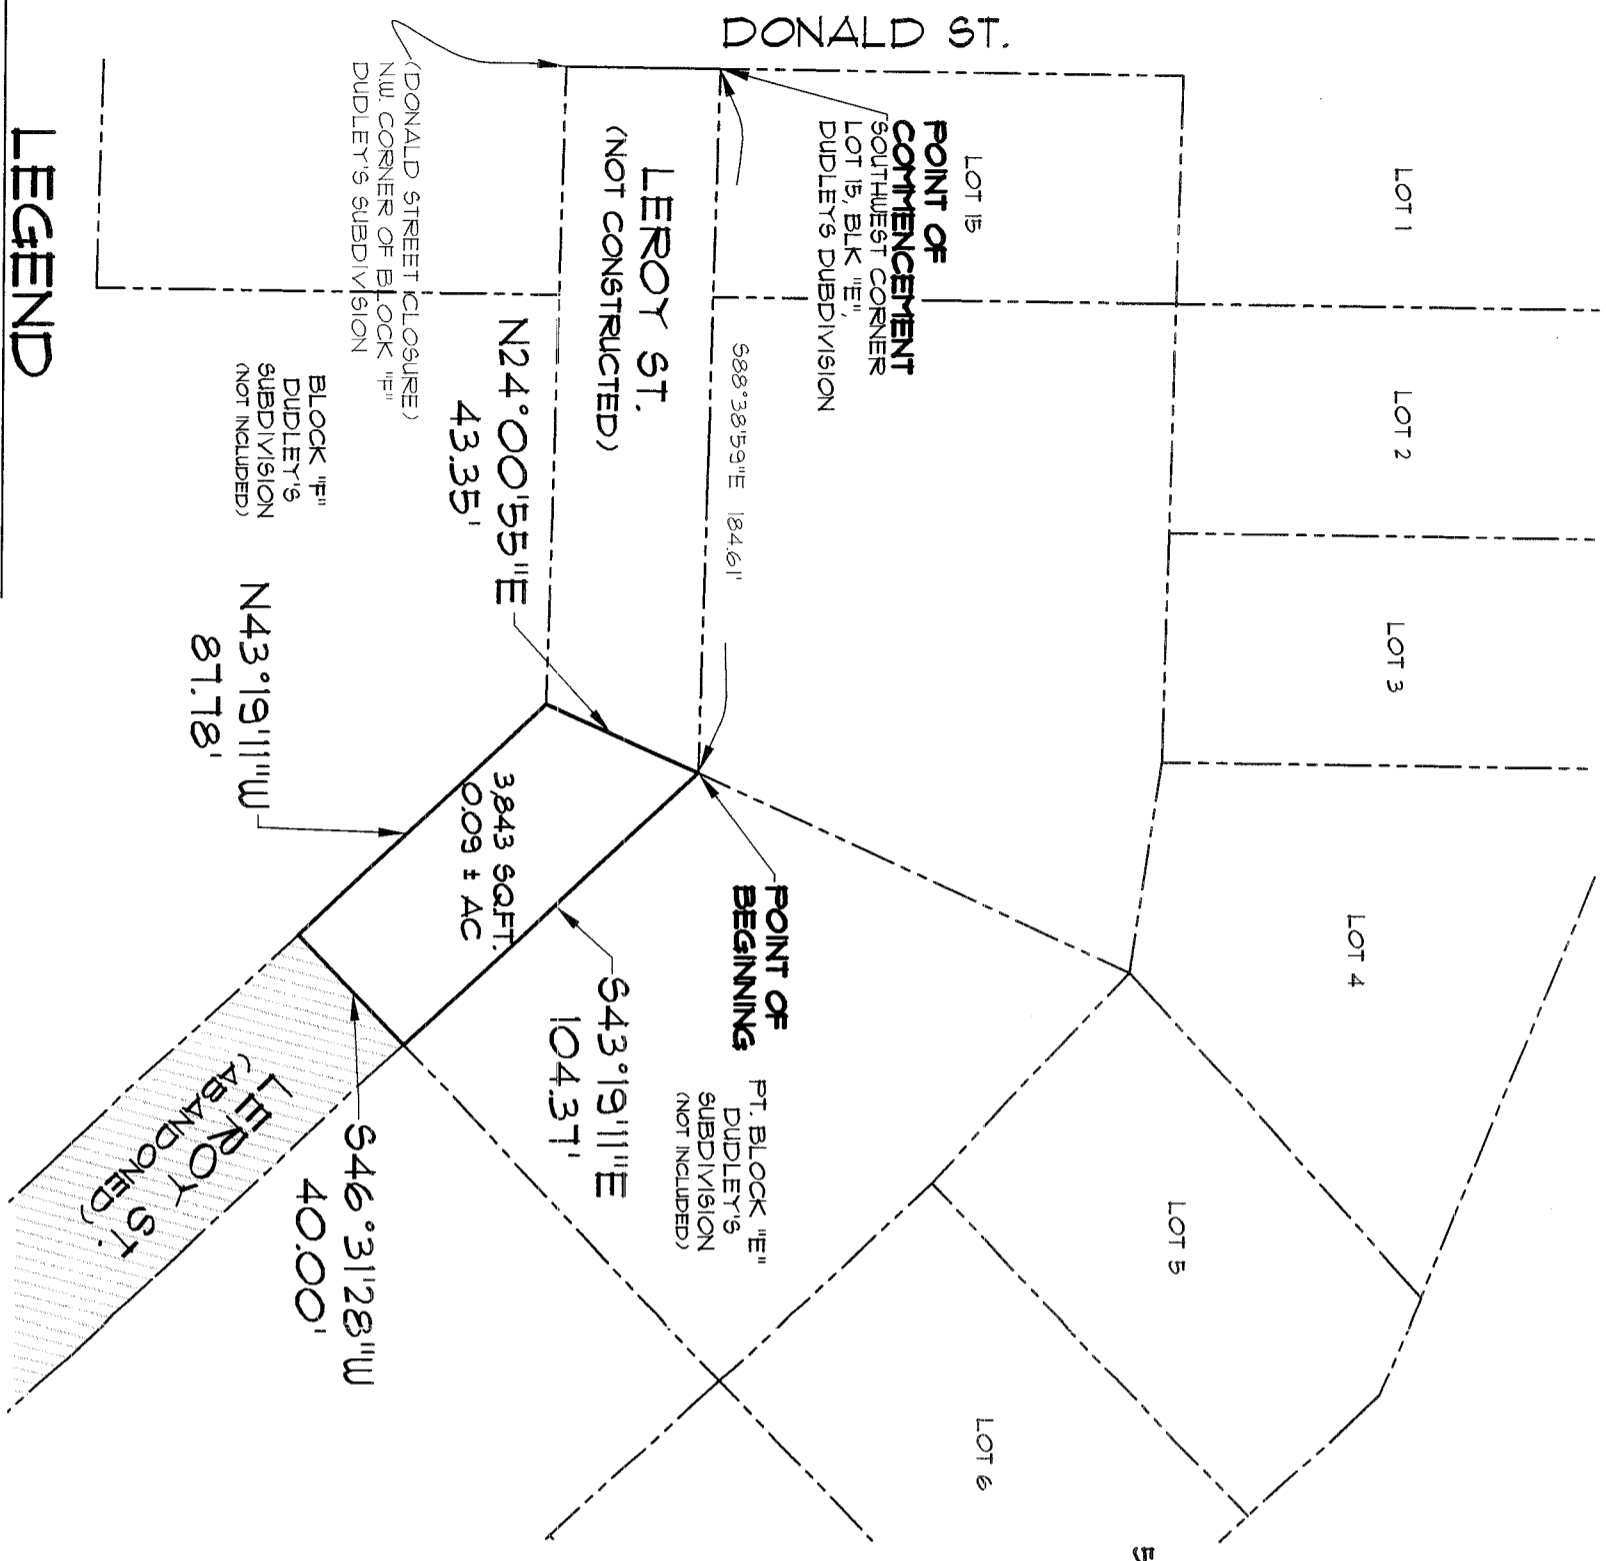 DONALD ST.
LOT 1
LOT 2
LOT 3
LOT 4
LOT 5
LOT 6
LOT 15
POINT OF
COMMENCEMENT
SOUTHWEST CORNER
LOT 15, BLK "E",
DUDLEYS DUBDIVISION
S88°38'59"E 184.61'
LEROY ST.
(NOT CONSTRUCTED)
(DONALD STREET CLOSURE)
N.W. CORNER OF BLOCK "F"
DUDLEY'S SUBDIVISION
N24°00'55"E
43.35'
BLOCK "F"
DUDLEY'S
SUBDIVISION
(NOT INCLUDED)
N43°19'11"W
87.78'
3,843 SQ.FT.
0.09 ± AC
POINT OF
BEGINNING
S43°19'11"E
104.37'
PT. BLOCK "E"
DUDLEY'S
SUBDIVISION
(NOT INCLUDED)
S46°31'28"W
40.00'
LEROY ST.
(ABANDONED)
LEGEND